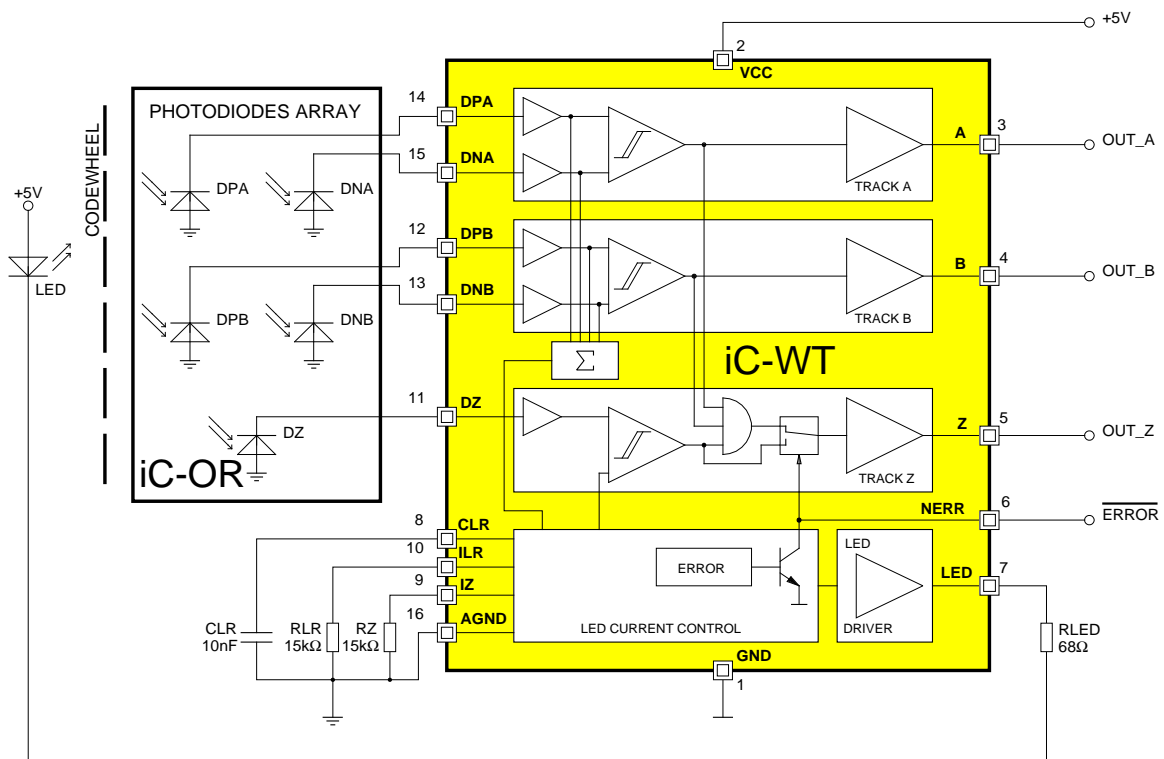 +5V
2
VCC
PHOTODIODES ARRAY
14
DPA
3
A
OUT_A
15
DNA
TRACK A
DPA
DNA
CODEWHEEL
+5V
LED
12
DPB
4
B
OUT_B
13
DNB
TRACK B
DPB
DNB
Σ
iC-WT
11
DZ
5
Z
OUT_Z
DZ
iC-OR
TRACK Z
NERR
6
ERROR
8
CLR
10
ILR
9
IZ
16
AGND
ERROR
LED
DRIVER
LED
7
LED CURRENT CONTROL
CLR
10nF
RLR
15kΩ
RZ
15kΩ
RLED
68Ω
GND
1